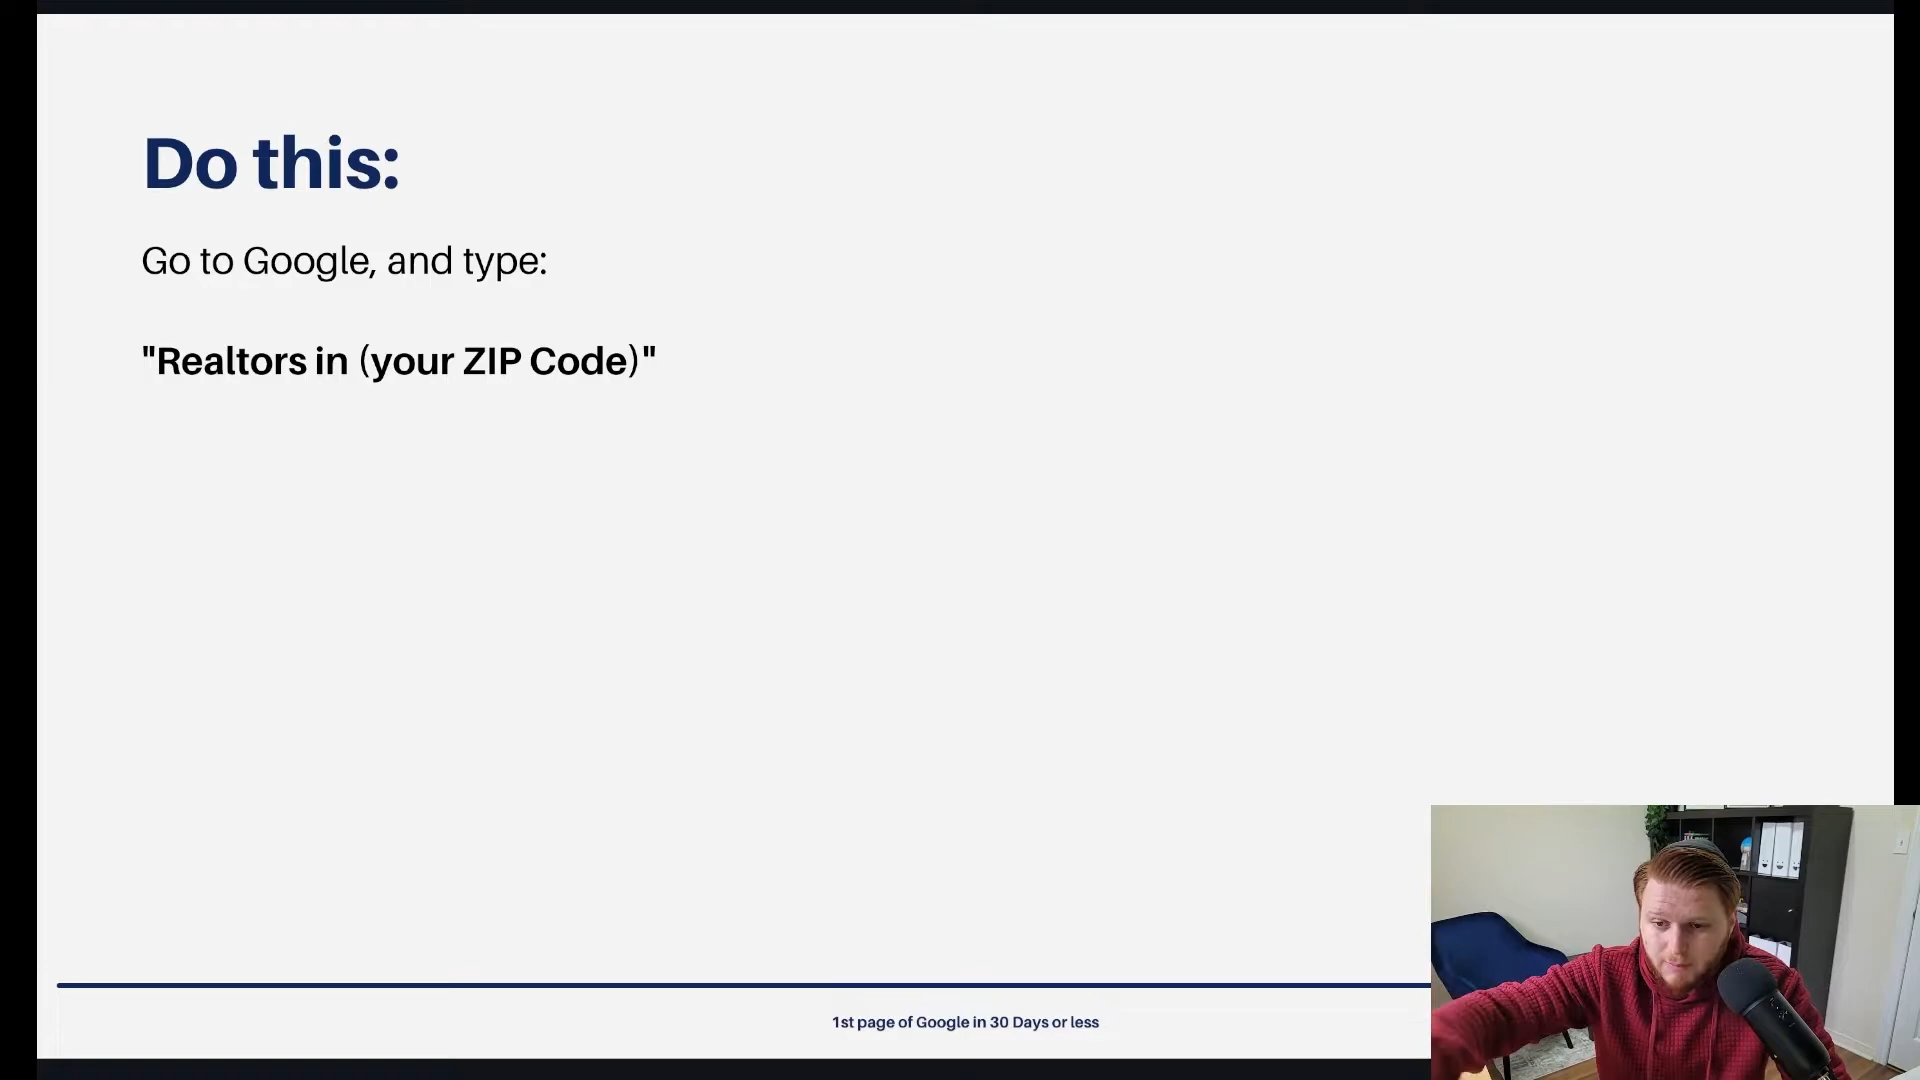 Do this:
Go to Google, and type:
"Realtors in (your ZIP Code)"
1st page of Google in 30 Days or less